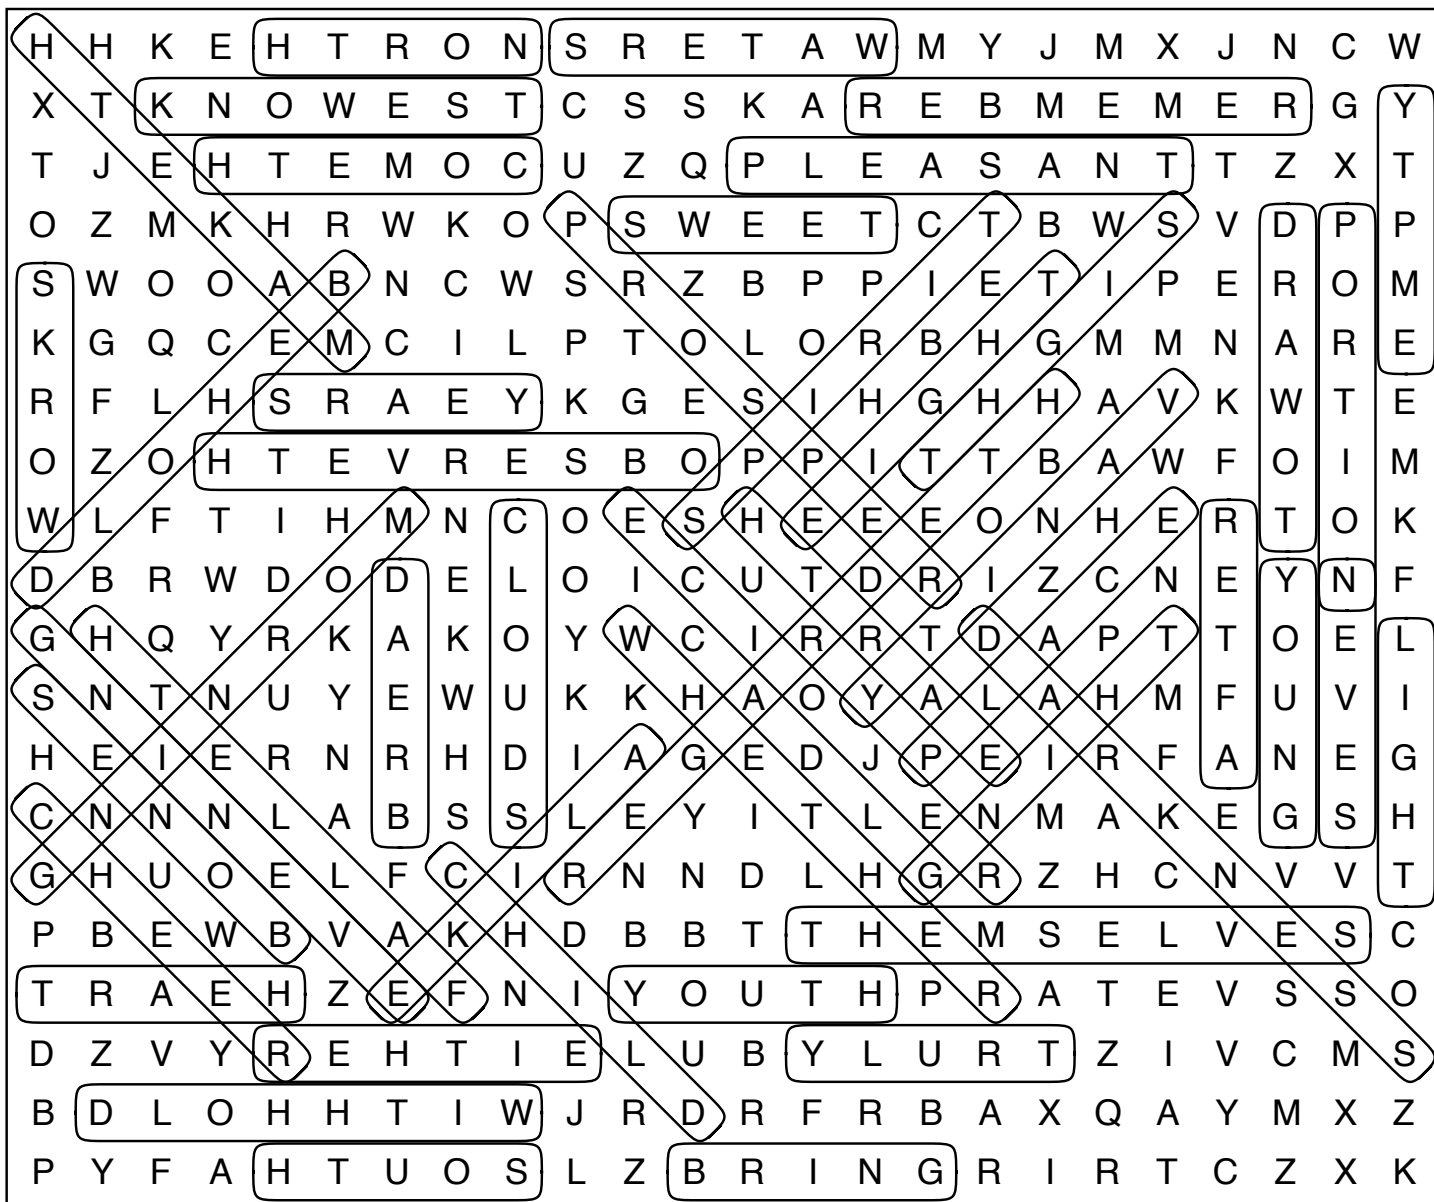 H H K E H T R O N S R E T A W M Y J M X J N C W
X T K N O W E S T C S S K A R E B M E M E R G Y
T J E H T E M O C U Z Q P L E A S A N T T Z X T
O Z M K H R W K O P S W E E T C T B W S V D P P
S W O O A B N C W S R Z B P P I E T I P E R O M
K G Q C E M C I L P T O L O R B H G M M N A R E
R F L H S R A E Y K G E S I H G H H A V K W T E
O Z O H T E V R E S B O P P I T T B A W F O I M
W L F T I H M N C O E S H E E E O N H E R T O K
D B R W D O D E L O I C U T D R I Z C N E Y N F
G H Q Y R K A K O Y W C I R R T D A P T T O E L
S N T N U Y E W U K K H A O Y A L A H M F U V I
H E I E R N R H D I A G E D J P E I R F A N E G
C N N N L A B S S L E Y I T L E N M A K E G S H
G H U O E L F C I R N N D L H G R Z H C N V V T
P B E W B V A K H D B B T T H E M S E L V E S C
T R A E H Z E F N I Y O U T H P R A T E V S S O
D Z V Y R E H T I E L U B Y L U R T Z I V C M S
B D L O H H T I W J R D R F R B A X Q A Y M X Z
P Y F A H T U O S L Z B R I N G R I R T C Z X K